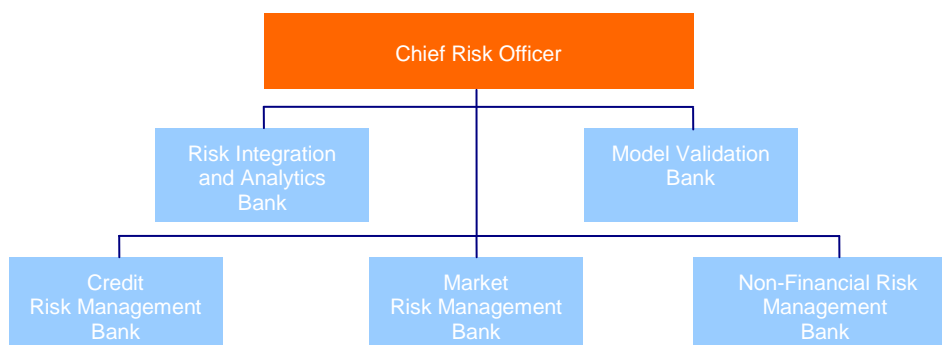 Chief Risk Officer
Risk Integration
and Analytics
Bank
Model Validation
Bank
Credit
Risk Management
Bank
Market
Risk Management
Bank
Non-Financial Risk
Management
Bank